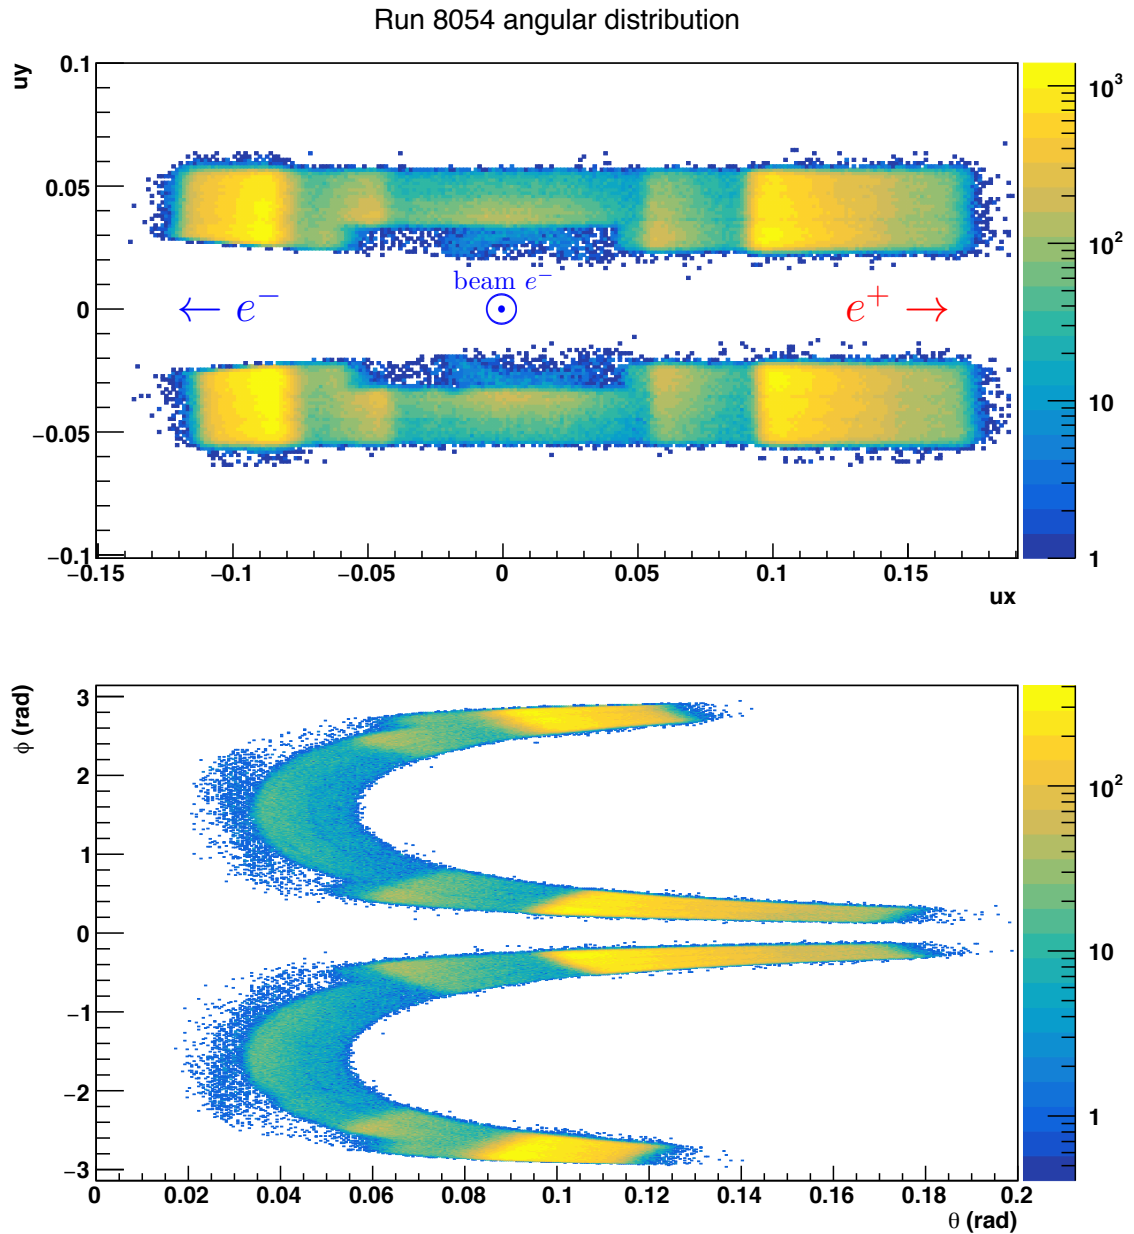 Run 8054 angular distribution
uy
0.1
0.05
0
−0.05
−0.1
beam e⁻
← e⁻
e⁺ →
10³
10²
10
1
−0.15 −0.1 −0.05 0 0.05 0.1 0.15
ux
ϕ (rad)
3
2
1
0
−1
−2
−3
10²
10
1
0 0.02 0.04 0.06 0.08 0.1 0.12 0.14 0.16 0.18 0.2
θ (rad)